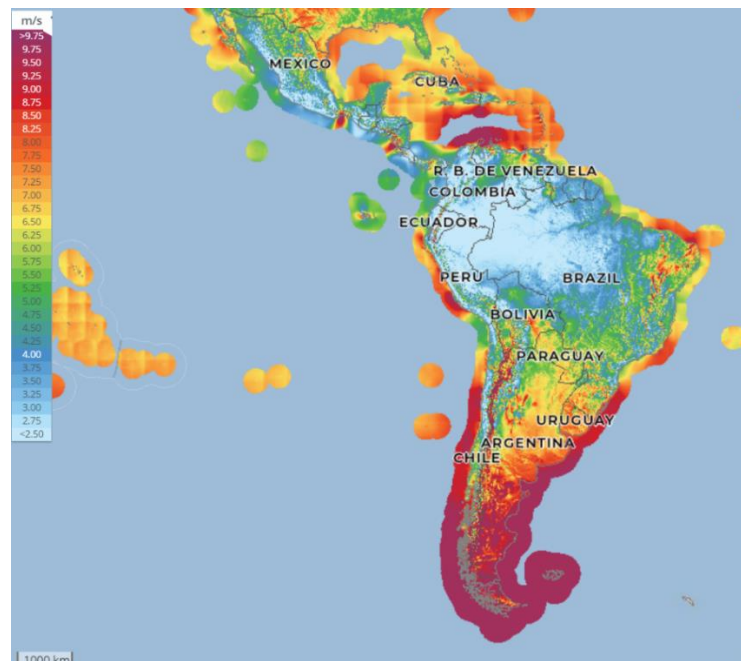 m/s
>9.75
9.75
9.50
9.25
9.00
8.75
8.50
8.25
8.00
7.75
7.50
7.25
7.00
6.75
6.50
6.25
6.00
5.75
5.50
5.25
5.00
4.75
4.50
4.25
4.00
3.75
3.50
3.25
3.00
2.75
<2.50
MEXICO
CUBA
R. B. DE VENEZUELA
COLOMBIA
ECUADOR
PERU
BRAZIL
BOLIVIA
PARAGUAY
URUGUAY
ARGENTINA
CHILE
1000 km